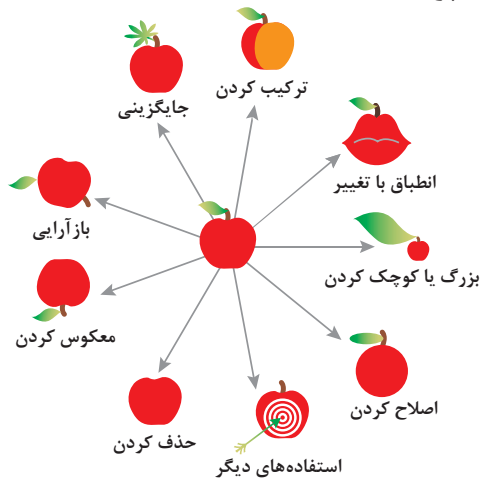 ترکیب کردن
جایگزینی
انطباق با تغییر
بازآرایی
بزرگ یا کوچک کردن
معکوس کردن
اصلاح کردن
حذف کردن
استفاده‌های دیگر